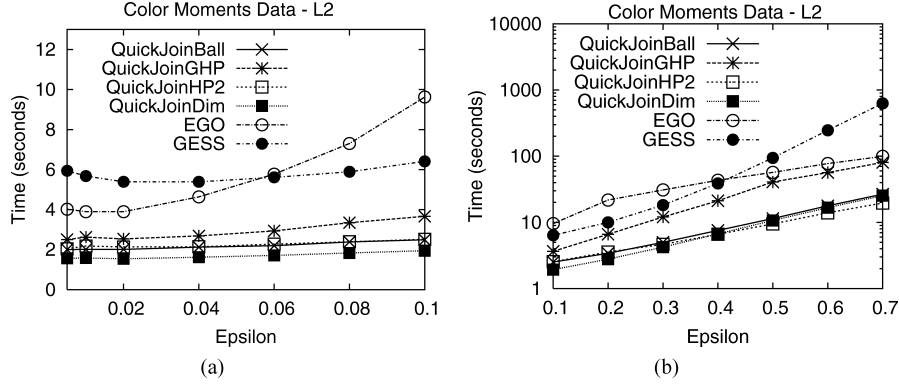 Color Moments Data - L2
12
10
8
6
4
2
0
Time (seconds)
QuickJoinBall
QuickJoinGHP
QuickJoinHP2
QuickJoinDim
EGO
GESS
0.02
0.04
0.06
0.08
0.1
Epsilon
(a)
Color Moments Data - L2
10000
1000
100
10
1
Time (seconds)
QuickJoinBall
QuickJoinGHP
QuickJoinHP2
QuickJoinDim
EGO
GESS
0.1
0.2
0.3
0.4
0.5
0.6
0.7
Epsilon
(b)